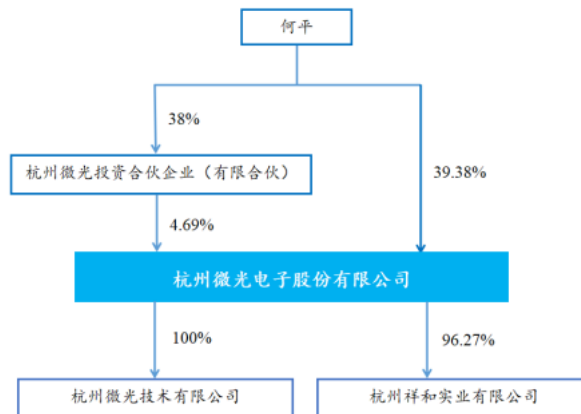 何平
38%
39.38%
杭州微光投资合伙企业（有限合伙）
4.69%
杭州微光电子股份有限公司
100%
96.27%
杭州微光技术有限公司
杭州祥和实业有限公司